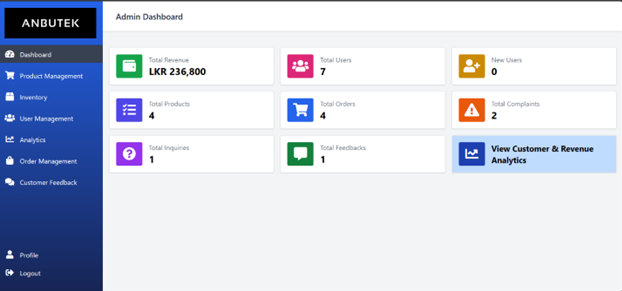 ANBUTEK
Admin Dashboard
Dashboard
Product Management
Inventory
User Management
Analytics
Order Management
Customer Feedback
Profile
Logout
Total Revenue
LKR 236,800
Total Users
7
New Users
0
Total Products
4
Total Orders
4
Total Complaints
2
Total Inquiries
1
Total Feedbacks
1
View Customer & Revenue
Analytics